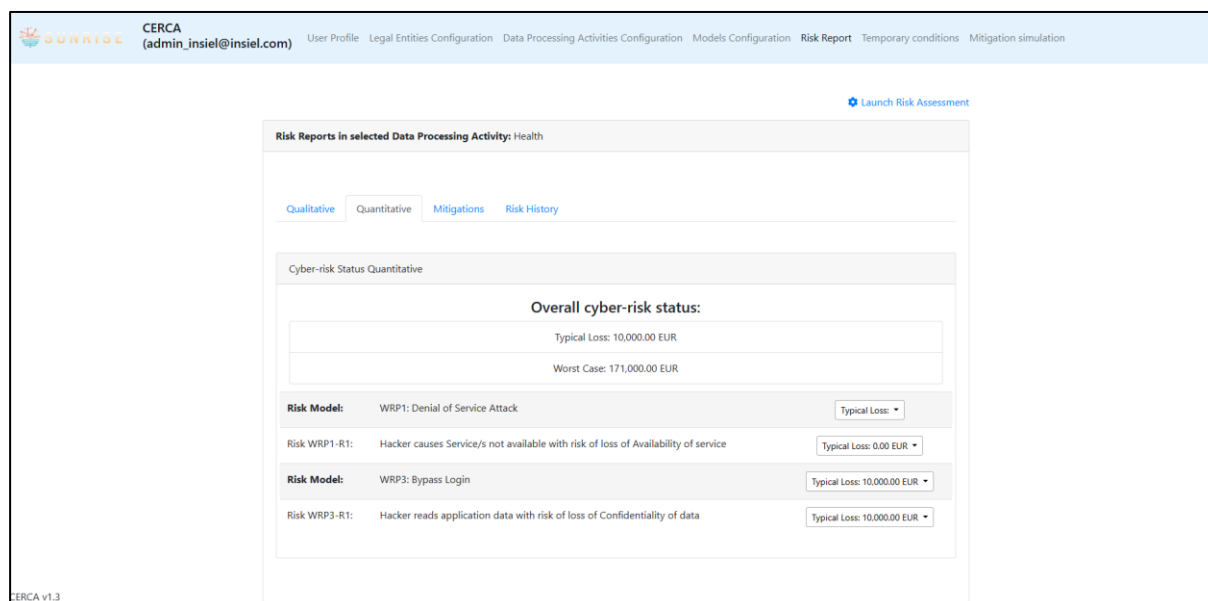 SUNRISE
CERCA
(admin_insiel@insiel.com)
User Profile Legal Entities Configuration Data Processing Activities Configuration Models Configuration Risk Report Temporary conditions Mitigation simulation
Launch Risk Assessment
Risk Reports in selected Data Processing Activity: Health
Qualitative Quantitative Mitigations Risk History
Cyber-risk Status Quantitative
Overall cyber-risk status:
Typical Loss: 10,000.00 EUR
Worst Case: 171,000.00 EUR
Risk Model: WRP1: Denial of Service Attack Typical Loss:
Risk WRP1-R1: Hacker causes Service/s not available with risk of loss of Availability of service Typical Loss: 0.00 EUR
Risk Model: WRP3: Bypass Login Typical Loss: 10,000.00 EUR
Risk WRP3-R1: Hacker reads application data with risk of loss of Confidentiality of data Typical Loss: 10,000.00 EUR
CERCA v1.3